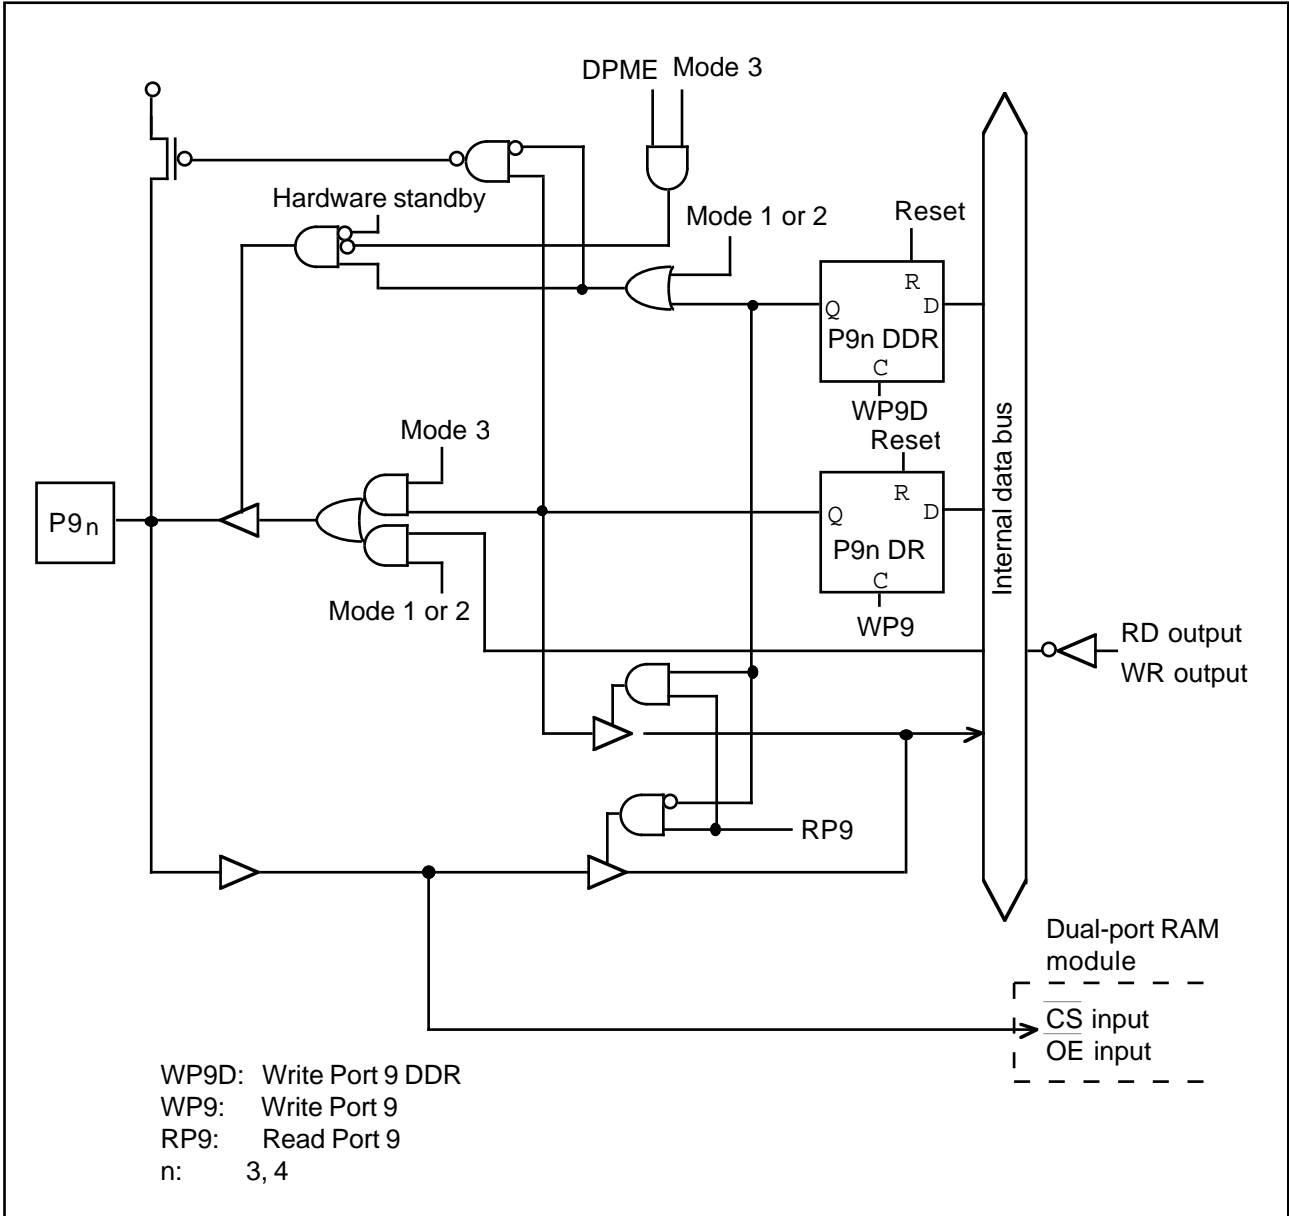 DPME Mode 3
Hardware standby
Mode 1 or 2
Reset
R
Q D
P9n DDR
C
WP9D
Mode 3
Reset
R
Q D
P9n DR
C
WP9
P9n
Mode 1 or 2
Internal data bus
RD output
WR output
RP9
Dual-port RAM
module
CS input
OE input
WP9D: Write Port 9 DDR
WP9: Write Port 9
RP9: Read Port 9
n: 3, 4